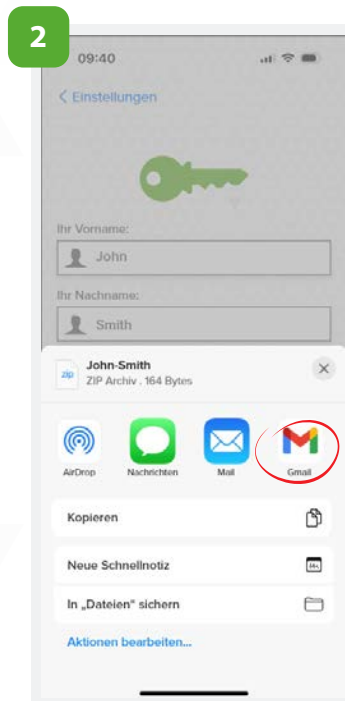 2
09:40
Einstellungen
Ihr Vorname:
John
Ihr Nachname:
Smith
zip
John-Smith
ZIP Archiv . 164 Bytes
AirDrop Nachrichten Mail Gmail
Kopieren
Neue Schnellnotiz
In „Dateien“ sichern
Aktionen bearbeiten...